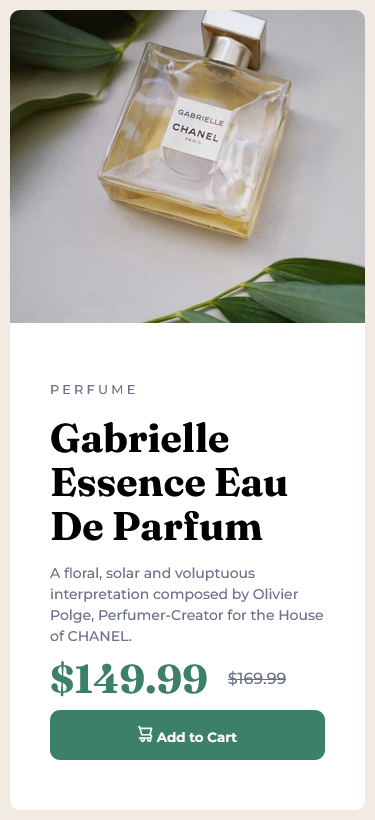 GABRIELLE
CHANEL
PARIS
PERFUME
Gabrielle
Essence Eau
De Parfum
A floral, solar and voluptuous
interpretation composed by Olivier
Polge, Perfumer-Creator for the House
of CHANEL.
$149.99 $169.99
Add to Cart